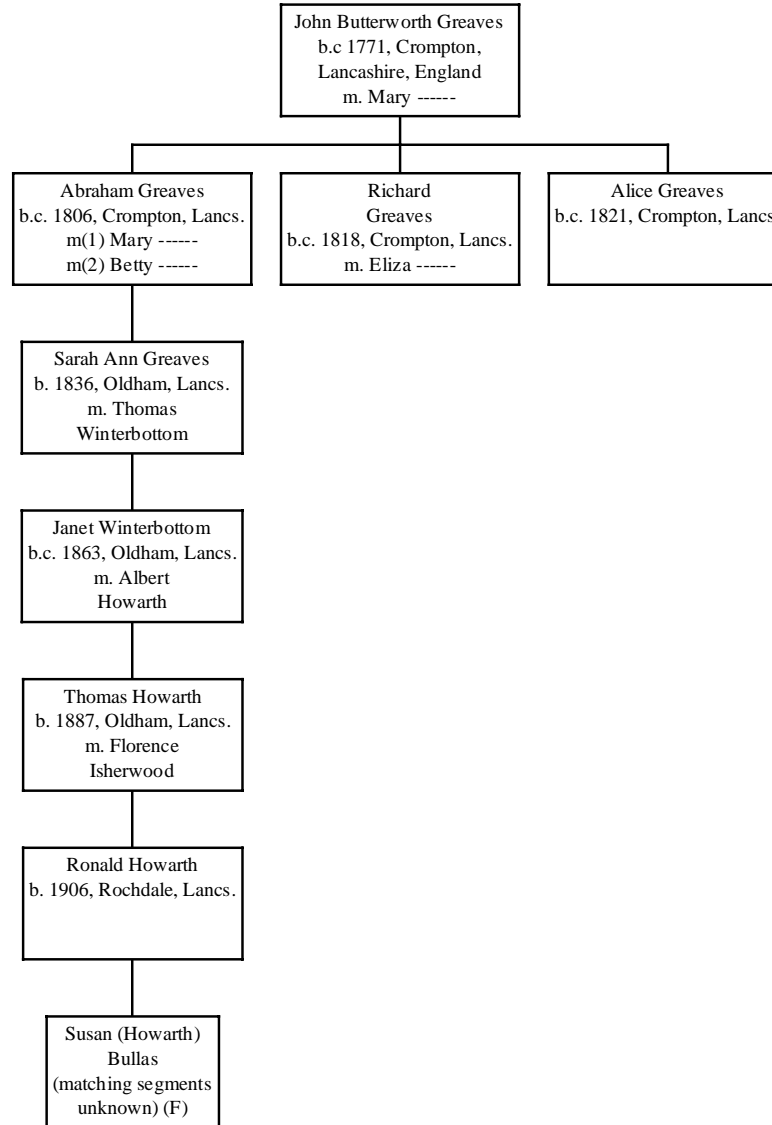 John Butterworth Greaves
b.c 1771, Crompton,
Lancashire, England
m. Mary ------
Abraham Greaves
b.c. 1806, Crompton, Lancs.
m(1) Mary ------
m(2) Betty ------
Richard
Greaves
b.c. 1818, Crompton, Lancs.
m. Eliza ------
Alice Greaves
b.c. 1821, Crompton, Lancs
Sarah Ann Greaves
b. 1836, Oldham, Lancs.
m. Thomas
Winterbottom
Janet Winterbottom
b.c. 1863, Oldham, Lancs.
m. Albert
Howarth
Thomas Howarth
b. 1887, Oldham, Lancs.
m. Florence
Isherwood
Ronald Howarth
b. 1906, Rochdale, Lancs.
Susan (Howarth)
Bullas
(matching segments
unknown) (F)